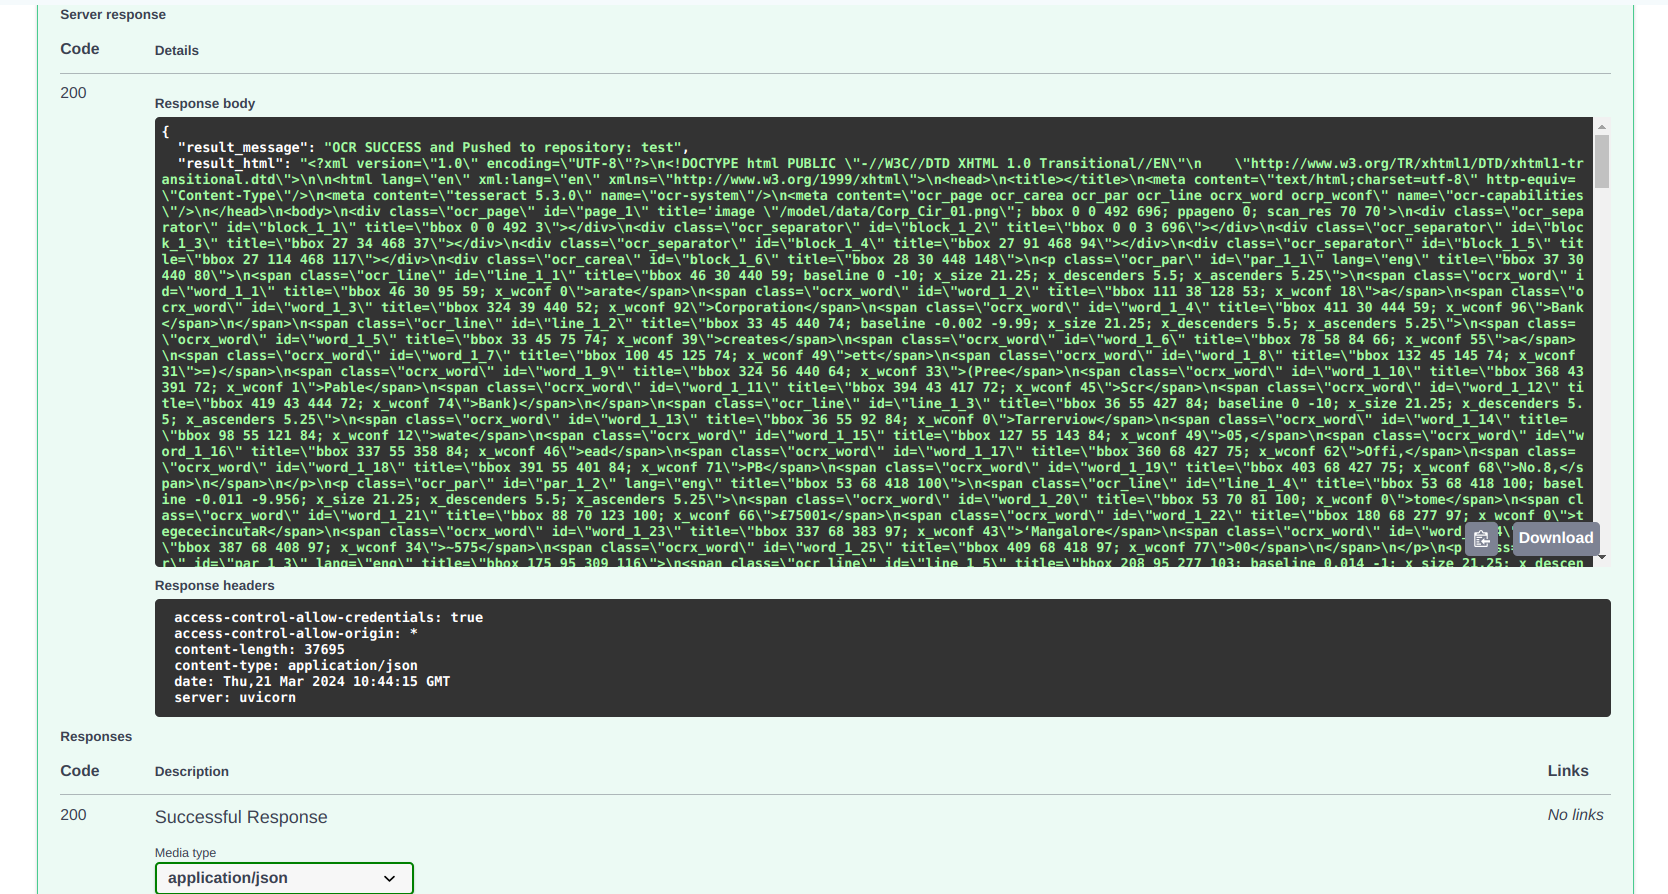 Server response
Code Details
200
Response body
{
"result_message": "OCR SUCCESS and Pushed to repository: test",
"result_html": "<?xml version=\"1.0\" encoding=\"UTF-8\"?>\n<!DOCTYPE html PUBLIC \"-//W3C//DTD XHTML 1.0 Transitional//EN\"\n    \"http://www.w3.org/TR/xhtml1/DTD/xhtml1-tr
ansitional.dtd\">\n\n<html lang=\"en\" xml:lang=\"en\" xmlns=\"http://www.w3.org/1999/xhtml\">\n<head>\n<title></title>\n<meta content=\"text/html;charset=utf-8\" http-equiv=
\"Content-Type\"/>\n<meta content=\"tesseract 5.3.0\" name=\"ocr-system\"/>\n<meta content=\"ocr_page ocr_carea ocr_par ocr_line ocrx_word ocrp_wconf\" name=\"ocr-capabilities
\"/>\n</head>\n<body>\n<div class=\"ocr_page\" id=\"page_1\" title='image \"/model/data/Corp_Cir_01.png\"; bbox 0 0 492 696; ppageno 0; scan_res 70 70'>\n<div class=\"ocr_sepa
rator\" id=\"block_1_1\" title=\"bbox 0 0 492 3\"></div>\n<div class=\"ocr_separator\" id=\"block_1_2\" title=\"bbox 0 0 3 696\"></div>\n<div class=\"ocr_separator\" id=\"bloc
k_1_3\" title=\"bbox 27 34 468 37\"></div>\n<div class=\"ocr_separator\" id=\"block_1_4\" title=\"bbox 27 91 468 94\"></div>\n<div class=\"ocr_separator\" id=\"block_1_5\" tit
le=\"bbox 27 114 468 117\"></div>\n<div class=\"ocr_carea\" id=\"block_1_6\" title=\"bbox 28 30 448 148\">\n<p class=\"ocr_par\" id=\"par_1_1\" lang=\"eng\" title=\"bbox 37 30
440 80\">\n<span class=\"ocr_line\" id=\"line_1_1\" title=\"bbox 46 30 440 59; baseline 0 -10; x_size 21.25; x_descenders 5.5; x_ascenders 5.25\">\n<span class=\"ocrx_word\" i
d=\"word_1_1\" title=\"bbox 46 30 95 59; x_wconf 0\">arate</span>\n<span class=\"ocrx_word\" id=\"word_1_2\" title=\"bbox 111 38 128 53; x_wconf 18\">a</span>\n<span class=\"o
crx_word\" id=\"word_1_3\" title=\"bbox 324 39 440 52; x_wconf 92\">Corporation</span>\n<span class=\"ocrx_word\" id=\"word_1_4\" title=\"bbox 411 30 444 59; x_wconf 96\">Bank
</span>\n</span>\n<span class=\"ocr_line\" id=\"line_1_2\" title=\"bbox 33 45 440 74; baseline -0.002 -9.99; x_size 21.25; x_descenders 5.5; x_ascenders 5.25\">\n<span class=
\"ocrx_word\" id=\"word_1_5\" title=\"bbox 33 45 75 74; x_wconf 39\">creates</span>\n<span class=\"ocrx_word\" id=\"word_1_6\" title=\"bbox 78 58 84 66; x_wconf 55\">a</span>
\n<span class=\"ocrx_word\" id=\"word_1_7\" title=\"bbox 100 45 125 74; x_wconf 49\">ett</span>\n<span class=\"ocrx_word\" id=\"word_1_8\" title=\"bbox 132 45 145 74; x_wconf
31\">=)</span>\n<span class=\"ocrx_word\" id=\"word_1_9\" title=\"bbox 324 56 440 64; x_wconf 33\">(Pree</span>\n<span class=\"ocrx_word\" id=\"word_1_10\" title=\"bbox 368 43
391 72; x_wconf 1\">Pable</span>\n<span class=\"ocrx_word\" id=\"word_1_11\" title=\"bbox 394 43 417 72; x_wconf 45\">Scr</span>\n<span class=\"ocrx_word\" id=\"word_1_12\" ti
tle=\"bbox 419 43 444 72; x_wconf 74\">Bank)</span>\n</span>\n<span class=\"ocr_line\" id=\"line_1_3\" title=\"bbox 36 55 427 84; baseline 0 -10; x_size 21.25; x_descenders 5.
5; x_ascenders 5.25\">\n<span class=\"ocrx_word\" id=\"word_1_13\" title=\"bbox 36 55 92 84; x_wconf 0\">Tarrerview</span>\n<span class=\"ocrx_word\" id=\"word_1_14\" title=
\"bbox 98 55 121 84; x_wconf 12\">wate</span>\n<span class=\"ocrx_word\" id=\"word_1_15\" title=\"bbox 127 55 143 84; x_wconf 49\">05,</span>\n<span class=\"ocrx_word\" id=\"w
ord_1_16\" title=\"bbox 337 55 358 84; x_wconf 46\">ead</span>\n<span class=\"ocrx_word\" id=\"word_1_17\" title=\"bbox 360 68 427 75; x_wconf 62\">Offi,</span>\n<span class=
\"ocrx_word\" id=\"word_1_18\" title=\"bbox 391 55 401 84; x_wconf 71\">PB</span>\n<span class=\"ocrx_word\" id=\"word_1_19\" title=\"bbox 403 68 427 75; x_wconf 68\">No.8,</s
pan>\n</span>\n</p>\n<p class=\"ocr_par\" id=\"par_1_2\" lang=\"eng\" title=\"bbox 53 68 418 100\">\n<span class=\"ocr_line\" id=\"line_1_4\" title=\"bbox 53 68 418 100; basel
ine -0.011 -9.956; x_size 21.25; x_descenders 5.5; x_ascenders 5.25\">\n<span class=\"ocrx_word\" id=\"word_1_20\" title=\"bbox 53 70 81 100; x_wconf 0\">tome</span>\n<span cl
ass=\"ocrx_word\" id=\"word_1_21\" title=\"bbox 88 70 123 100; x_wconf 66\">£75001</span>\n<span class=\"ocrx_word\" id=\"word_1_22\" title=\"bbox 180 68 277 97; x_wconf 0\">t
egececincutaR</span>\n<span class=\"ocrx_word\" id=\"word_1_23\" title=\"bbox 337 68 383 97; x_wconf 43\">‘Mangalore</span>\n<span class=\"ocrx_word\" id=\"word
\"bbox 387 68 408 97; x_wconf 34\">~575</span>\n<span class=\"ocrx_word\" id=\"word_1_25\" title=\"bbox 409 68 418 97; x_wconf 77\">00</span>\n</span>\n</p>\n<p
r\" id=\"par_1_3\" lang=\"eng\" title=\"bbox 175 95 309 116\">\n<span class=\"ocr_line\" id=\"line_1_5\" title=\"bbox 208 95 277 103; baseline 0.014 -1; x_size 21.25; x_descen
Download
Response headers
access-control-allow-credentials: true
access-control-allow-origin: *
content-length: 37695
content-type: application/json
date: Thu,21 Mar 2024 10:44:15 GMT
server: uvicorn
Responses
Code Description Links
200 Successful Response No links
Media type
application/json